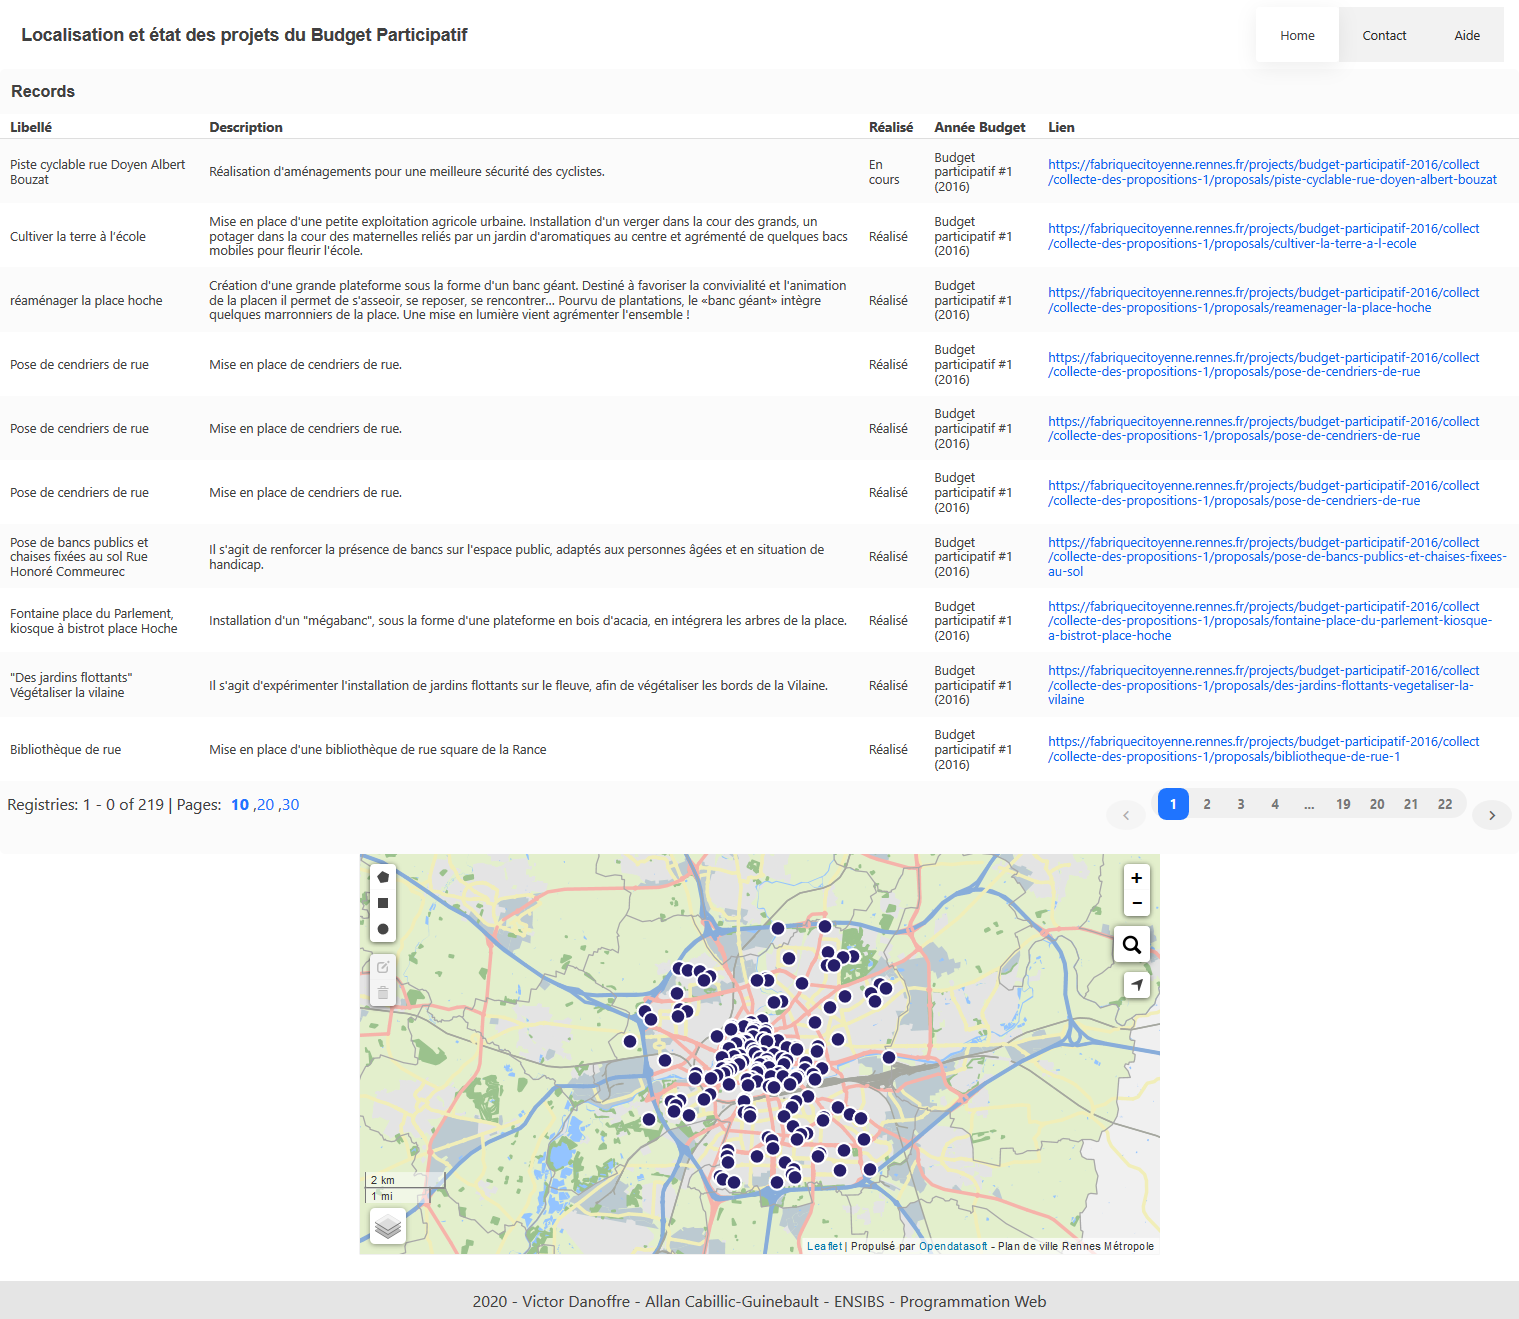 Localisation et état des projets du Budget Participatif
Home
Contact
Aide
Records
Libellé
Description
Réalisé
Année Budget
Lien
Piste cyclable rue Doyen Albert
Bouzat
Réalisation d'aménagements pour une meilleure sécurité des cyclistes.
En
cours
Budget
participatif #1
(2016)
https://fabriquecitoyenne.rennes.fr/projects/budget-participatif-2016/collect
/collecte-des-propositions-1/proposals/piste-cyclable-rue-doyen-albert-bouzat
Cultiver la terre à l'école
Mise en place d'une petite exploitation agricole urbaine. Installation d'un verger dans la cour des grands, un
potager dans la cour des maternelles reliés par un jardin d'aromatiques au centre et agrémenté de quelques bacs
mobiles pour fleurir l'école.
Réalisé
Budget
participatif #1
(2016)
https://fabriquecitoyenne.rennes.fr/projects/budget-participatif-2016/collect
/collecte-des-propositions-1/proposals/cultiver-la-terre-a-l-ecole
réaménager la place hoche
Création d'une grande plateforme sous la forme d'un banc géant. Destiné à favoriser la convivialité et l'animation
de la placen il permet de s'asseoir, se reposer, se rencontrer... Pourvu de plantations, le «banc géant» intègre
quelques marronniers de la place. Une mise en lumière vient agrémenter l'ensemble !
Réalisé
Budget
participatif #1
(2016)
https://fabriquecitoyenne.rennes.fr/projects/budget-participatif-2016/collect
/collecte-des-propositions-1/proposals/reamenager-la-place-hoche
Pose de cendriers de rue
Mise en place de cendriers de rue.
Réalisé
Budget
participatif #1
(2016)
https://fabriquecitoyenne.rennes.fr/projects/budget-participatif-2016/collect
/collecte-des-propositions-1/proposals/pose-de-cendriers-de-rue
Pose de cendriers de rue
Mise en place de cendriers de rue.
Réalisé
Budget
participatif #1
(2016)
https://fabriquecitoyenne.rennes.fr/projects/budget-participatif-2016/collect
/collecte-des-propositions-1/proposals/pose-de-cendriers-de-rue
Pose de cendriers de rue
Mise en place de cendriers de rue.
Réalisé
Budget
participatif #1
(2016)
https://fabriquecitoyenne.rennes.fr/projects/budget-participatif-2016/collect
/collecte-des-propositions-1/proposals/pose-de-cendriers-de-rue
Pose de bancs publics et
chaises fixées au sol Rue
Honoré Commeurec
Il s'agit de renforcer la présence de bancs sur l'espace public, adaptés aux personnes âgées et en situation de
handicap.
Réalisé
Budget
participatif #1
(2016)
https://fabriquecitoyenne.rennes.fr/projects/budget-participatif-2016/collect
/collecte-des-propositions-1/proposals/pose-de-bancs-publics-et-chaises-fixees-
au-sol
Fontaine place du Parlement,
kiosque à bistrot place Hoche
Installation d'un "mégabanc", sous la forme d'une plateforme en bois d'acacia, en intégrera les arbres de la place.
Réalisé
Budget
participatif #1
(2016)
https://fabriquecitoyenne.rennes.fr/projects/budget-participatif-2016/collect
/collecte-des-propositions-1/proposals/fontaine-place-du-parlement-kiosque-
a-bistrot-place-hoche
"Des jardins flottants"
Végétaliser la vilaine
Il s'agit d'expérimenter l'installation de jardins flottants sur le fleuve, afin de végétaliser les bords de la Vilaine.
Réalisé
Budget
participatif #1
(2016)
https://fabriquecitoyenne.rennes.fr/projects/budget-participatif-2016/collect
/collecte-des-propositions-1/proposals/des-jardins-flottants-vegetaliser-la-
vilaine
Bibliothèque de rue
Mise en place d'une bibliothèque de rue square de la Rance
Réalisé
Budget
participatif #1
(2016)
https://fabriquecitoyenne.rennes.fr/projects/budget-participatif-2016/collect
/collecte-des-propositions-1/proposals/bibliotheque-de-rue-1
Registries: 1 - 0 of 219 | Pages: 10 ,20 ,30
‹ 1 2 3 4 ... 19 20 21 22 ›
+
−
2 km
1 mi
Leaflet | Propulsé par Opendatasoft - Plan de ville Rennes Métropole
2020 - Victor Danoffre - Allan Cabillic-Guinebault - ENSIBS - Programmation Web